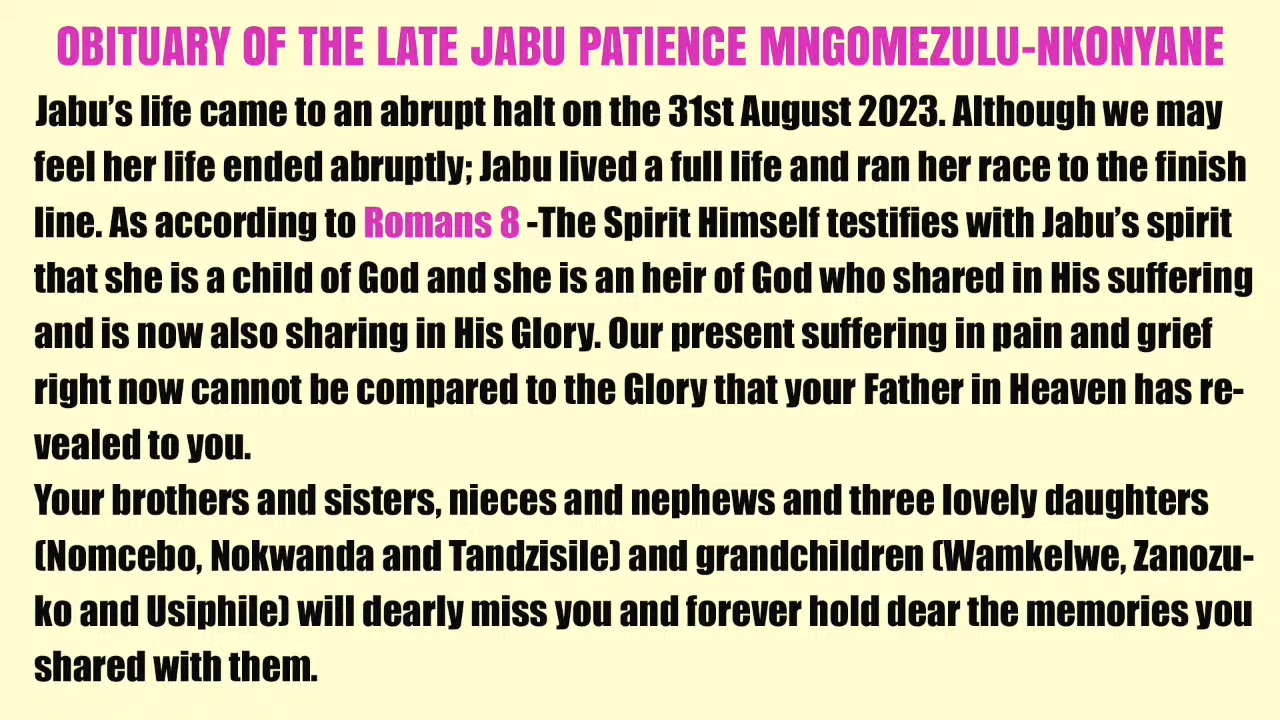 OBITUARY OF THE LATE JABU PATIENCE MNGOMEZULU-NKONYANE
Jabu’s life came to an abrupt halt on the 31st August 2023. Although we may
feel her life ended abruptly; Jabu lived a full life and ran her race to the finish
line. As according to Romans 8 -The Spirit Himself testifies with Jabu’s spirit
that she is a child of God and she is an heir of God who shared in His suffering
and is now also sharing in His Glory. Our present suffering in pain and grief
right now cannot be compared to the Glory that your Father in Heaven has re-
vealed to you.
Your brothers and sisters, nieces and nephews and three lovely daughters
(Nomcebo, Nokwanda and Tandzisile) and grandchildren (Wamkelwe, Zanozu-
ko and Usiphile) will dearly miss you and forever hold dear the memories you
shared with them.